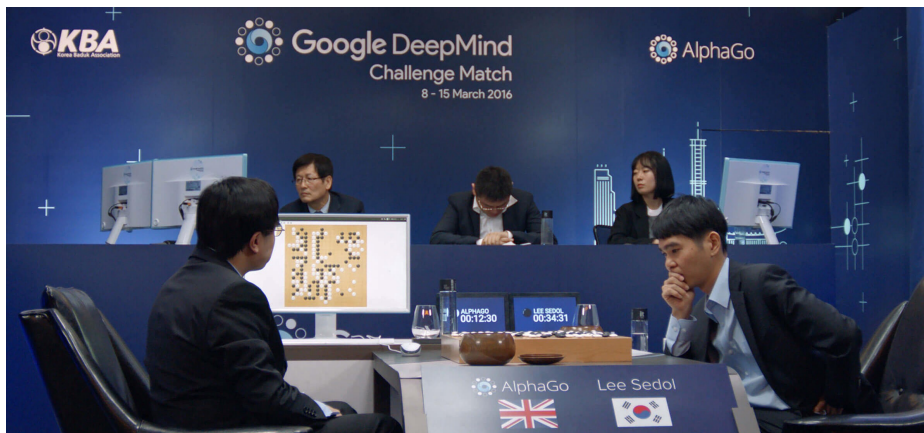 KBA
Korea Baduk Association
Google DeepMind
Challenge Match
8 - 15 March 2016
AlphaGo
ALPHAGO
00:12:30
LEE SEDOL
00:34:31
AlphaGo
Lee Sedol